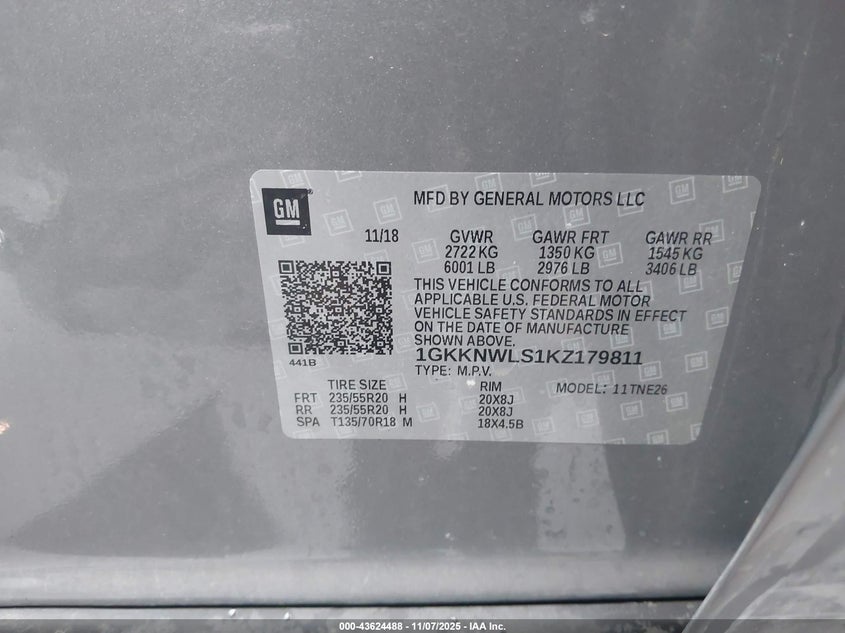 GM
MFD BY GENERAL MOTORS LLC
11/18 GVWR GAWR FRT GAWR RR
2722 KG 1350 KG 1545 KG
6001 LB 2976 LB 3406 LB
THIS VEHICLE CONFORMS TO ALL
APPLICABLE U.S. FEDERAL MOTOR
VEHICLE SAFETY STANDARDS IN EFFECT
ON THE DATE OF MANUFACTURE
SHOWN ABOVE.
441B
1GKKNWLS1KZ179811
TYPE: M.P.V.
TIRE SIZE RIM MODEL: 11TNE26
FRT 235/55R20 H 20X8J
RR 235/55R20 H 20X8J
SPA T135/70R18 M 18X4.5B
000-43624488 - 11/07/2025 - IAA Inc.